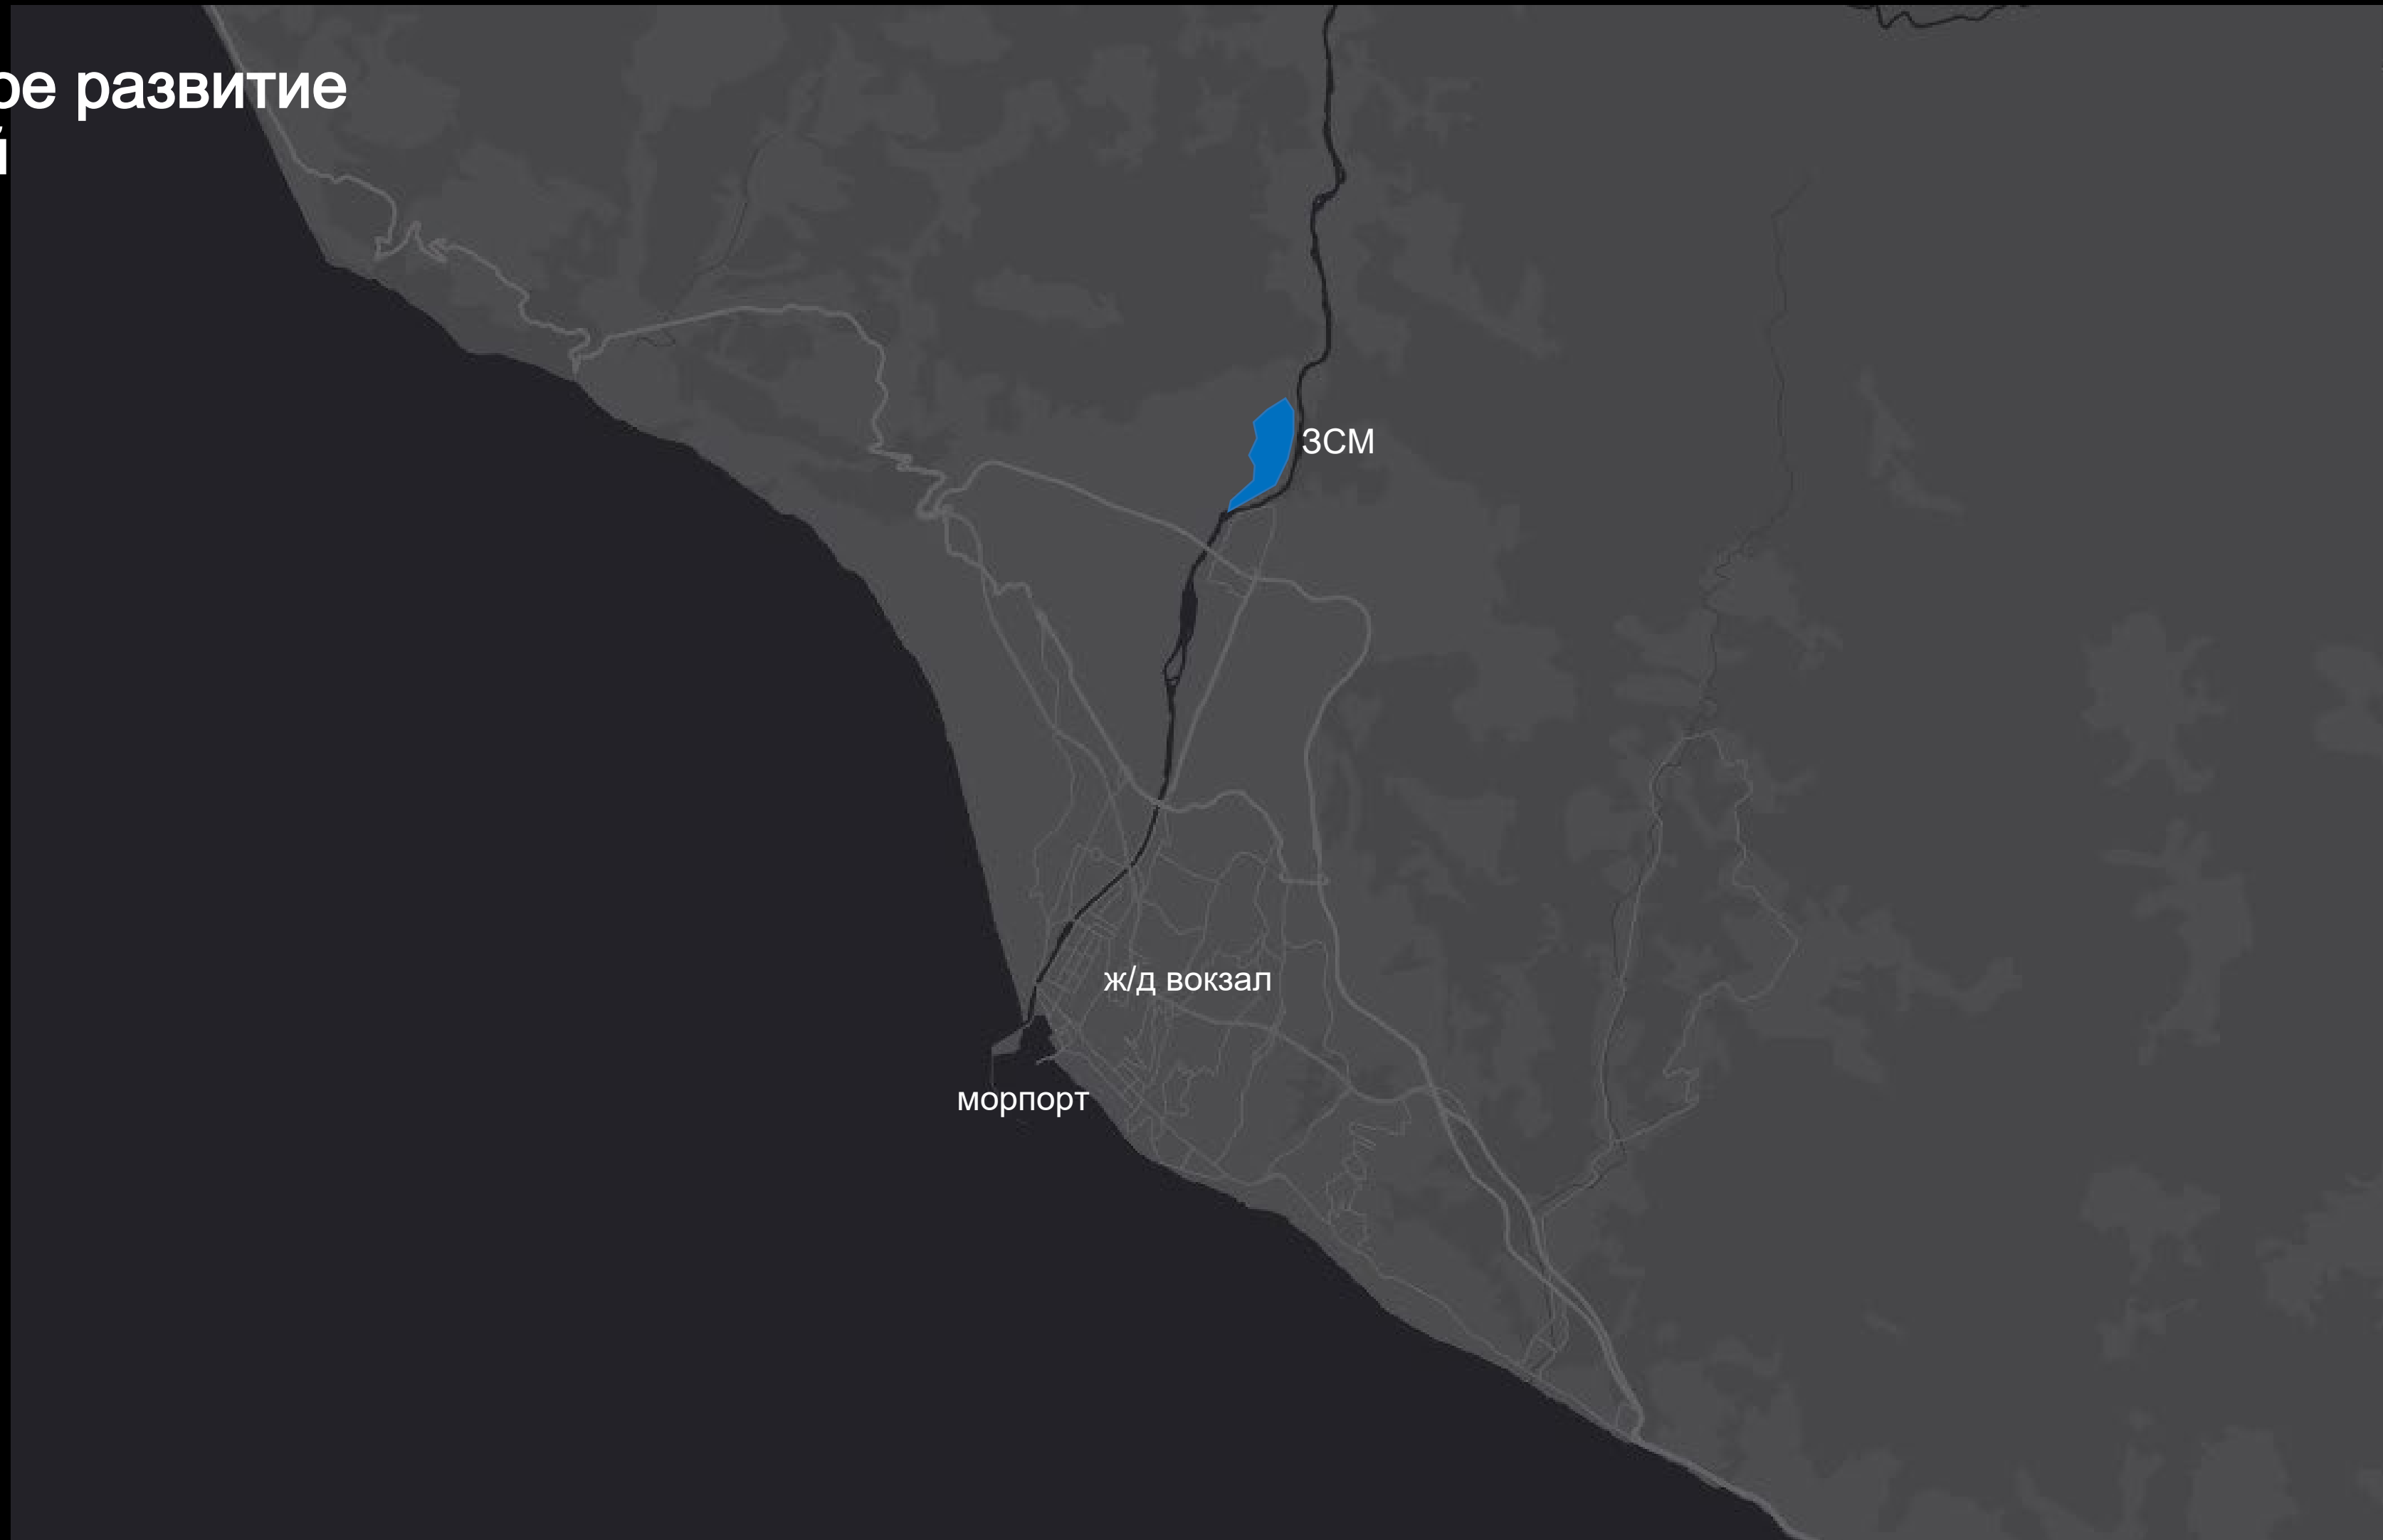 ое развитие
й
ЗСМ
ж/д вокзал
морпорт